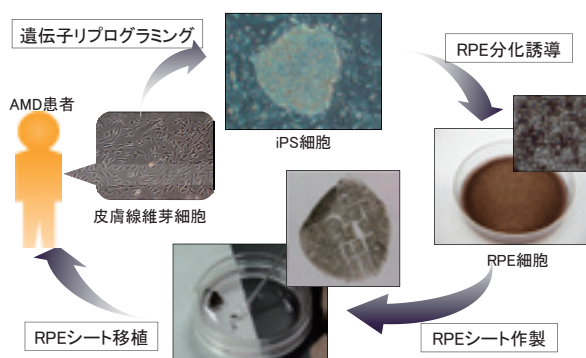 遺伝子リプログラミング
RPE分化誘導
AMD患者
iPS細胞
皮膚線維芽細胞
RPE細胞
RPEシート移植
RPEシート作製